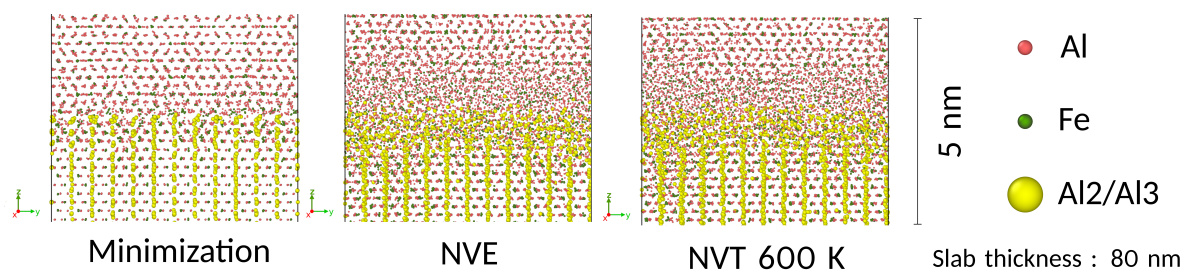 Al
Fe
Al2/Al3
5 nm
z
x
y
z
x
y
z
x
y
Minimization
NVE
NVT 600 K
Slab thickness : 80 nm